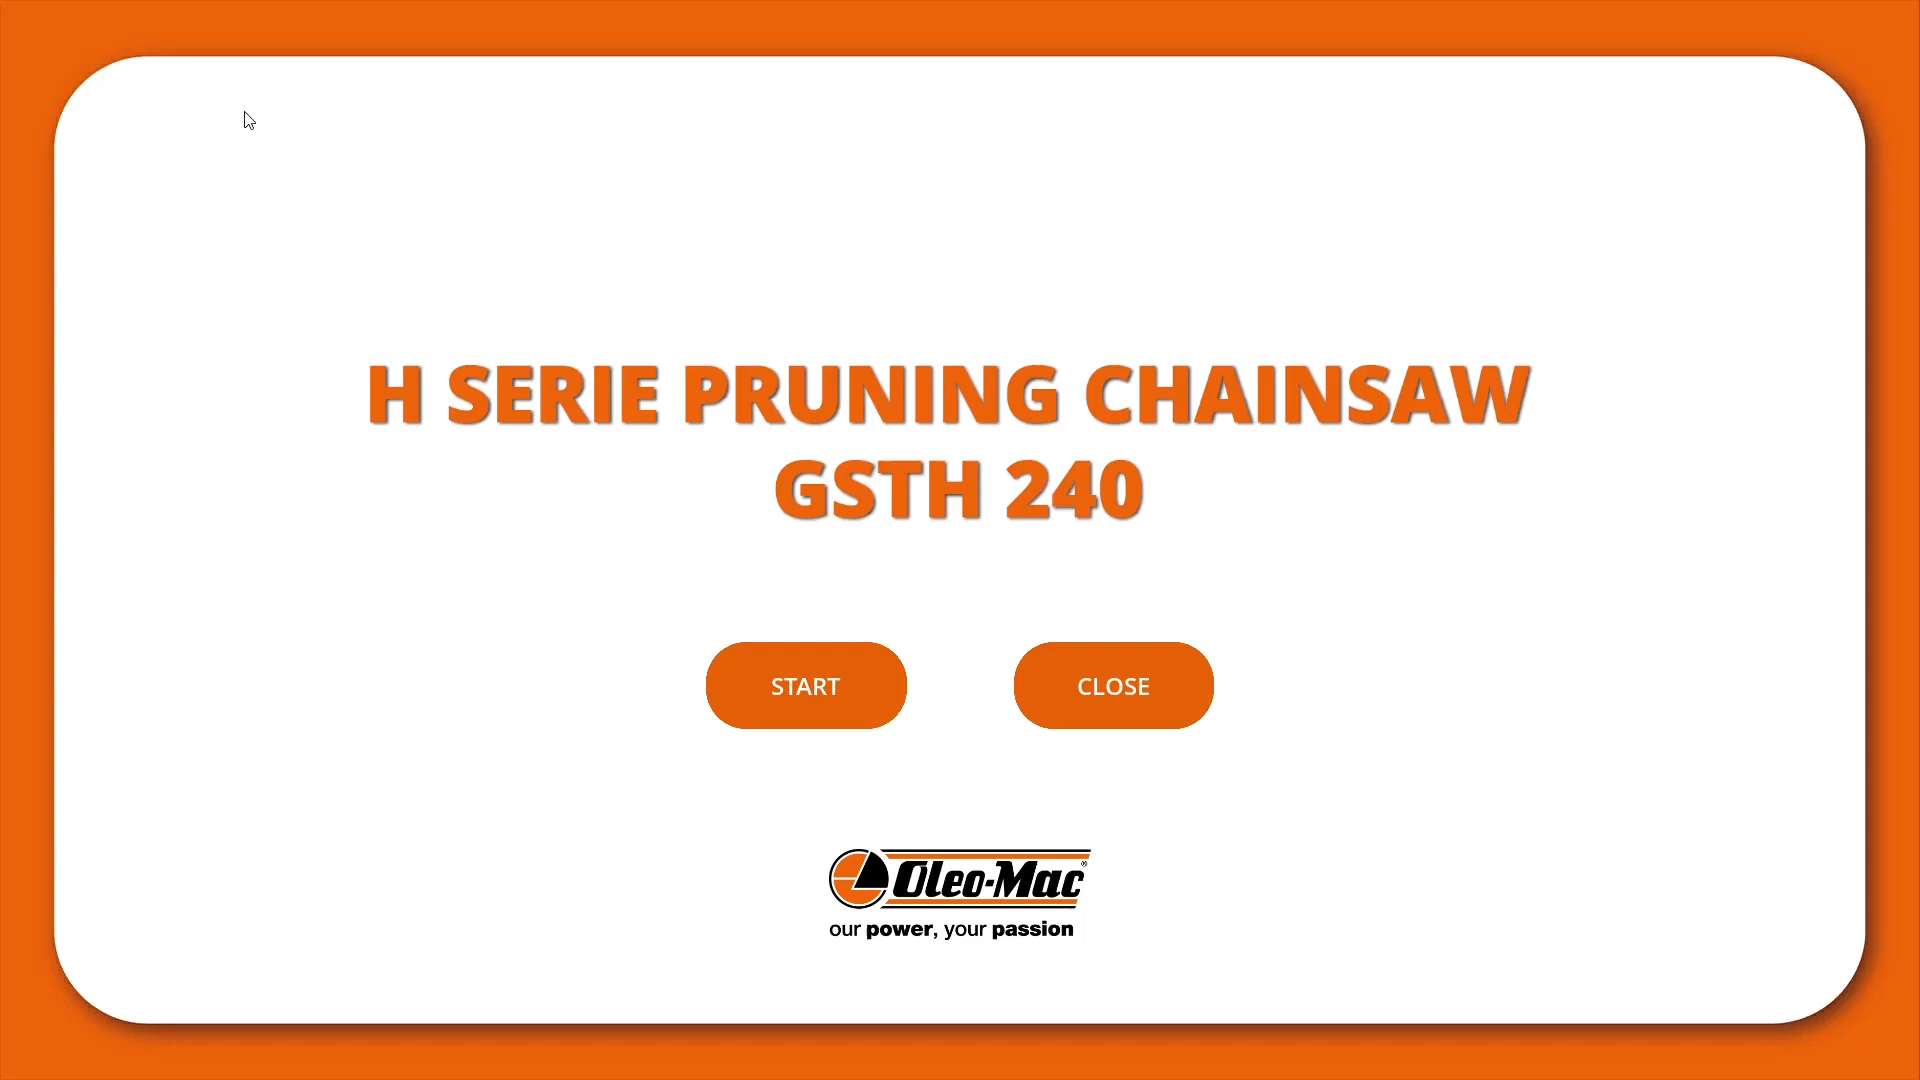 H SERIE PRUNING CHAINSAW
GSTH 240
START
CLOSE
Oleo-Mac®
our power, your passion